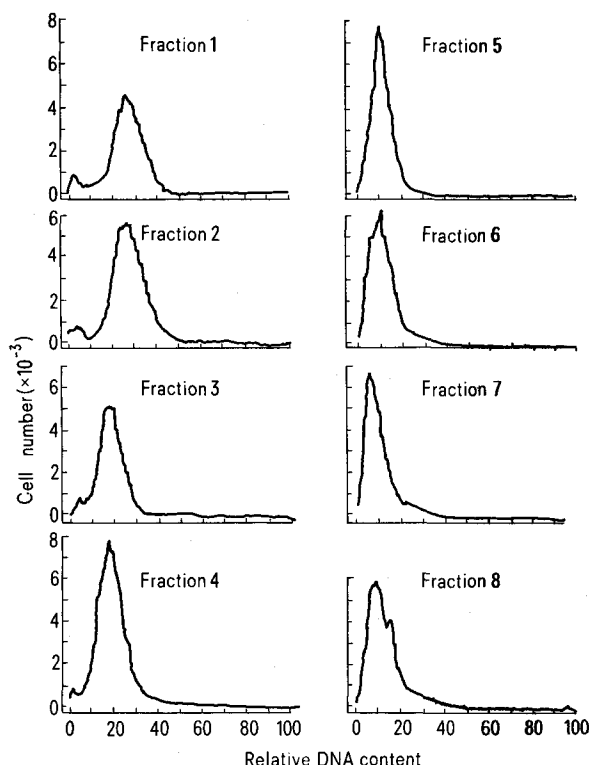 Fraction 1
8
6
4
2
0
Fraction 2
6
4
2
0
Fraction 3
6
4
2
0
Fraction 4
8
6
4
2
0
0 20 40 60 80 100
Fraction 5
Fraction 6
Fraction 7
Fraction 8
0 20 40 60 80 100
Cell number (×10⁻³)
Relative DNA content